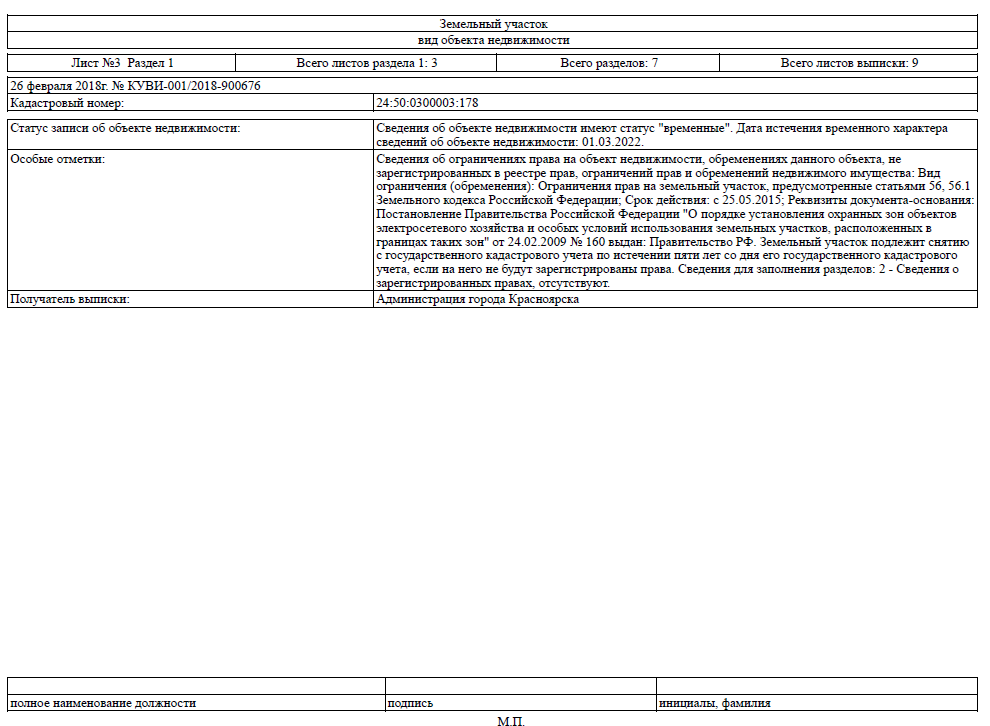 Земельный участок
вид объекта недвижимости
Лист №3 Раздел 1
Всего листов раздела 1: 3
Всего разделов: 7
Всего листов выписки: 9
26 февраля 2018г. № КУВИ-001/2018-900676
Кадастровый номер:
24:50:0300003:178
Статус записи об объекте недвижимости:
Сведения об объекте недвижимости имеют статус "временные". Дата истечения временного характера
сведений об объекте недвижимости: 01.03.2022.
Особые отметки:
Сведения об ограничениях права на объект недвижимости, обременениях данного объекта, не
зарегистрированных в реестре прав, ограничений прав и обременений недвижимого имущества: Вид
ограничения (обременения): Ограничения прав на земельный участок, предусмотренные статьями 56, 56.1
Земельного кодекса Российской Федерации; Срок действия: с 25.05.2015; Реквизиты документа-основания:
Постановление Правительства Российской Федерации "О порядке установления охранных зон объектов
электросетевого хозяйства и особых условий использования земельных участков, расположенных в
границах таких зон" от 24.02.2009 № 160 выдан: Правительство РФ. Земельный участок подлежит снятию
с государственного кадастрового учета по истечении пяти лет со дня его государственного кадастрового
учета, если на него не будут зарегистрированы права. Сведения для заполнения разделов: 2 - Сведения о
зарегистрированных правах, отсутствуют.
Получатель выписки:
Администрация города Красноярска
полное наименование должности
подпись
инициалы, фамилия
М.П.